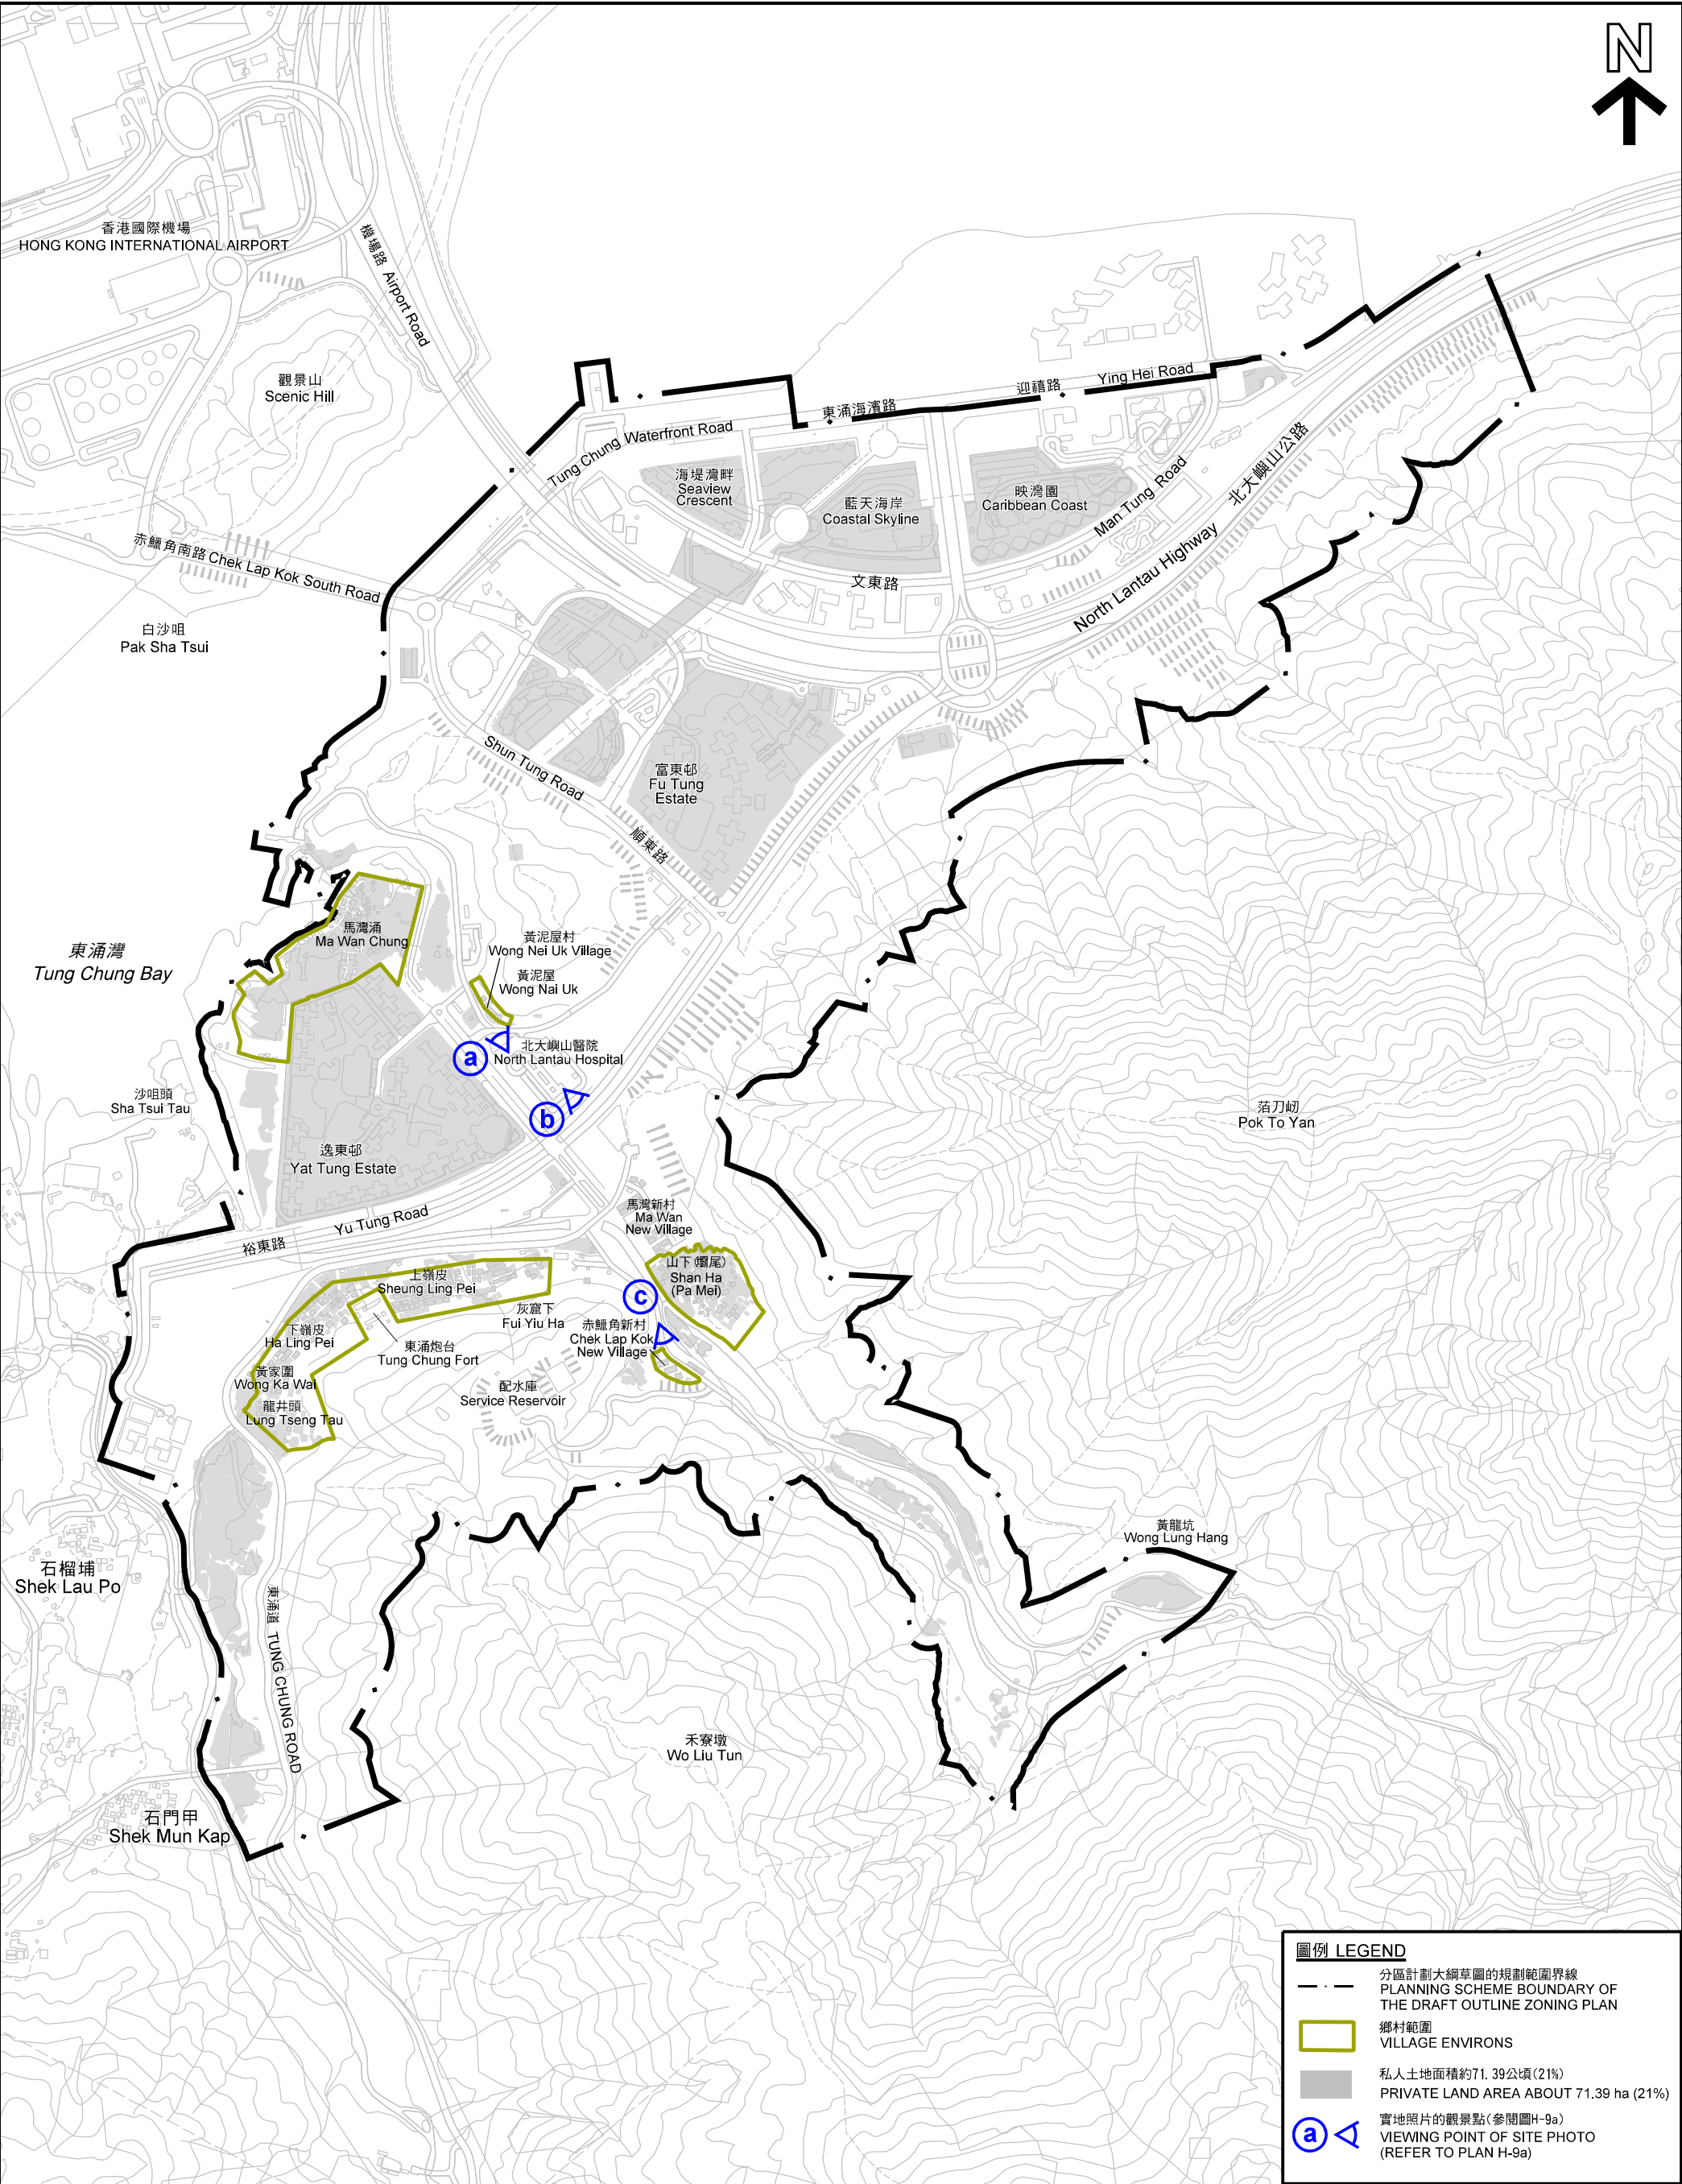 N
香港國際機場
HONG KONG INTERNATIONAL AIRPORT
機場路 Airport Road
觀景山
Scenic Hill
迎禧路 Ying Hei Road
東涌海濱路
Tung Chung Waterfront Road
海堤灣畔
Seaview
Crescent
藍天海岸
Coastal Skyline
映灣園
Caribbean Coast
Man Tung Road
文東路
北大嶼山公路
North Lantau Highway
赤鱲角南路 Chek Lap Kok South Road
白沙咀
Pak Sha Tsui
Shun Tung Road
順東路
富東邨
Fu Tung
Estate
馬灣涌
Ma Wan Chung
東涌灣
Tung Chung Bay
黃泥屋村
Wong Nei Uk Village
黃泥屋
Wong Nai Uk
a
北大嶼山醫院
North Lantau Hospital
b
沙咀頭
Sha Tsui Tau
逸東邨
Yat Tung Estate
菭刀屻
Pok To Yan
裕東路
Yu Tung Road
馬灣新村
Ma Wan
New Village
山下(壩尾)
Shan Ha
(Pa Mei)
c
上嶺皮
Sheung Ling Pei
灰窰下
Fui Yiu Ha
下嶺皮
Ha Ling Pei
東涌炮台
Tung Chung Fort
赤鱲角新村
Chek Lap Kok
New Village
黃家圍
Wong Ka Wai
龍井頭
Lung Tseng Tau
配水庫
Service Reservoir
黃龍坑
Wong Lung Hang
石榴埔
Shek Lau Po
東涌道 TUNG CHUNG ROAD
禾寮墩
Wo Liu Tun
石門甲
Shek Mun Kap
圖例 LEGEND
分區計劃大綱草圖的規劃範圍界線
PLANNING SCHEME BOUNDARY OF
THE DRAFT OUTLINE ZONING PLAN
鄉村範圍
VILLAGE ENVIRONS
私人土地面積約71.39公頃(21%)
PRIVATE LAND AREA ABOUT 71.39 ha (21%)
a
實地照片的觀景點(參閱圖H-9a)
VIEWING POINT OF SITE PHOTO
(REFER TO PLAN H-9a)